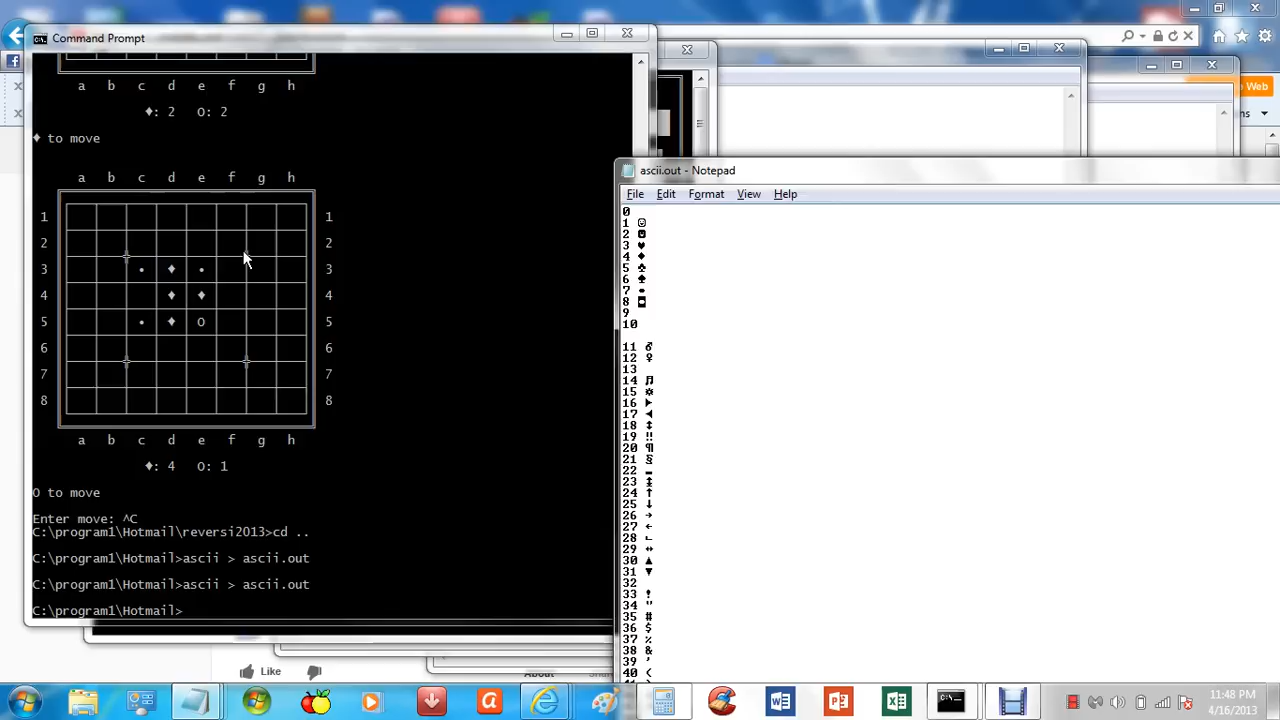 Command Prompt
a b c d e f g h
♦: 2 O: 2
♦ to move
a b c d e f g h
1 1
2 2
3 • ♦ • 3
4 ♦ ♦ 4
5 • ♦ O 5
6 6
7 7
8 8
a b c d e f g h
♦: 4 O: 1
O to move
Enter move: ^C
C:\program1\Hotmail\reversi2013>cd ..
C:\program1\Hotmail>ascii > ascii.out
C:\program1\Hotmail>ascii > ascii.out
C:\program1\Hotmail>
Web
ns
ascii.out - Notepad
File Edit Format View Help
0
1 ☺
2 ☻
3 ♥
4 ♦
5 ♣
6 ♠
7 •
8 ◘
9
10
11 ♂
12 ♀
13
14 ♫
15 ☼
16 ►
17 ◄
18 ↕
19 ‼
20 ¶
21 §
22 ▬
23 ↨
24 ↑
25 ↓
26 →
27 ←
28 ∟
29 ↔
30 ▲
31 ▼
32
33 !
34 "
35 #
36 $
37 %
38 &
39 '
40 (
Like
About
Share
11:48 PM
4/16/2013